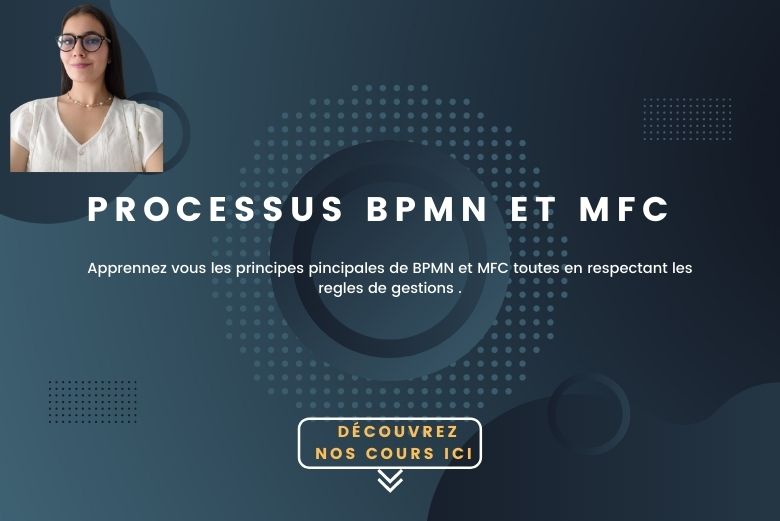 PROCESSUS BPMN ET MFC
Apprennez vous les principes pincipales de BPMN et MFC toutes en respectant les
regles de gestions .
DÉCOUVREZ
NOS COURS ICI